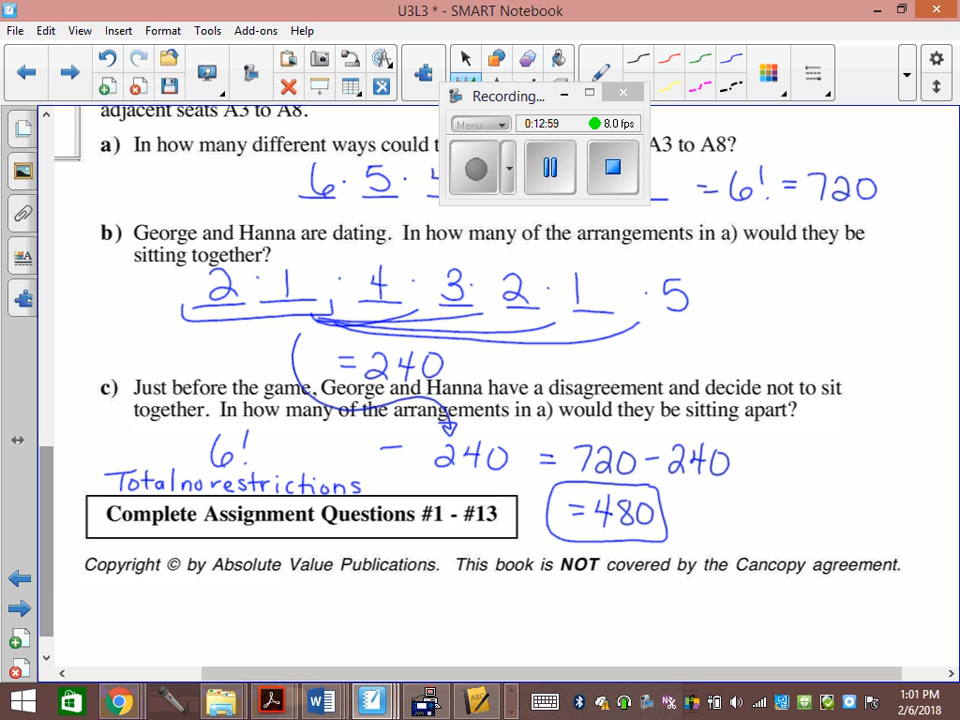 U3L3 * - SMART Notebook
File Edit View Insert Format Tools Add-ons Help
Recording...
Menu 0:12:59 8.0 fps
adjacent seats A3 to A8.
a) In how many different ways could t A3 to A8?
6 · 5 · = 6! = 720
b) George and Hanna are dating. In how many of the arrangements in a) would they be
sitting together?
2 · 1 · 4 · 3 · 2 · 1 · 5
= 240
c) Just before the game, George and Hanna have a disagreement and decide not to sit
together. In how many of the arrangements in a) would they be sitting apart?
6! - 240 = 720 - 240
Total no restrictions
= 480
Complete Assignment Questions #1 - #13
Copyright © by Absolute Value Publications. This book is NOT covered by the Cancopy agreement.
1:01 PM
2/6/2018